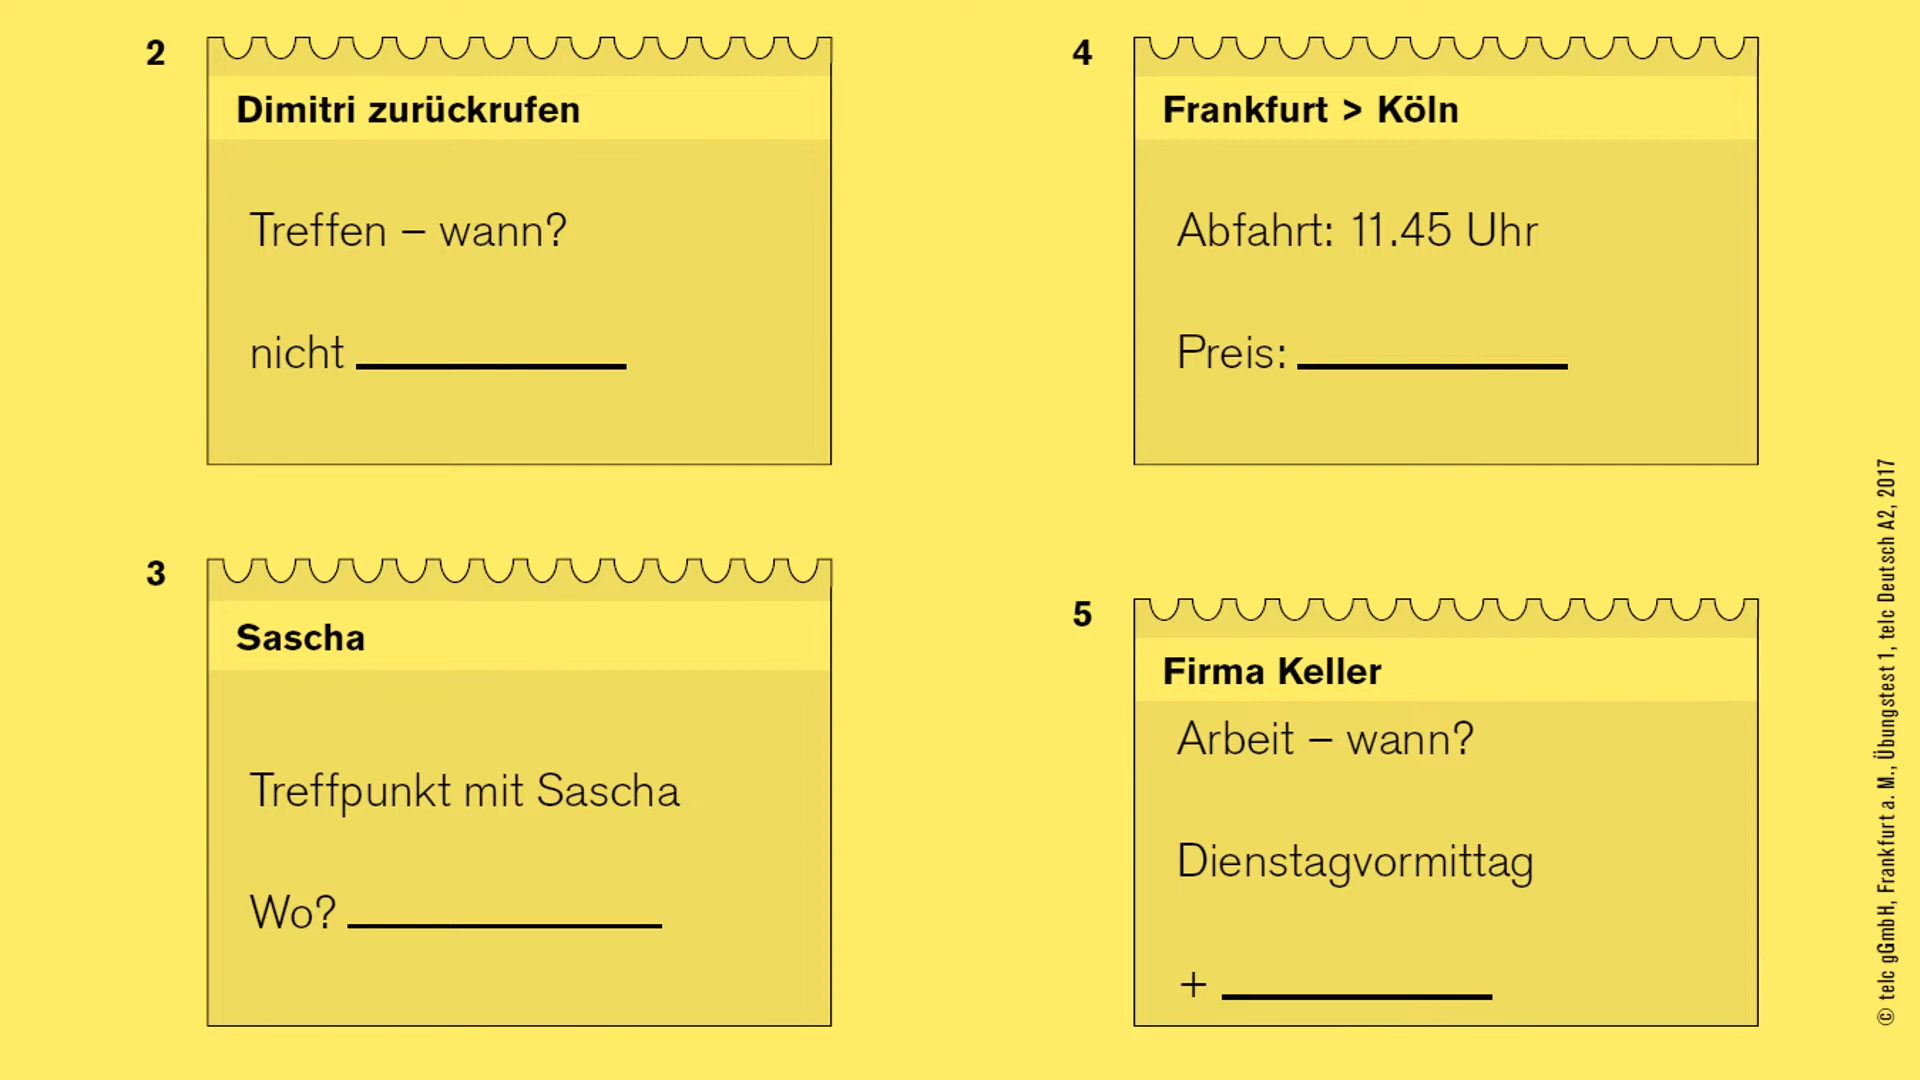 2
Dimitri zurückrufen
Treffen – wann?
nicht
3
Sascha
Treffpunkt mit Sascha
Wo?
4
Frankfurt > Köln
Abfahrt: 11.45 Uhr
Preis:
5
Firma Keller
Arbeit – wann?
Dienstagvormittag
+
© telc gGmbH, Frankfurt a. M., Übungstest 1, telc Deutsch A2, 2017